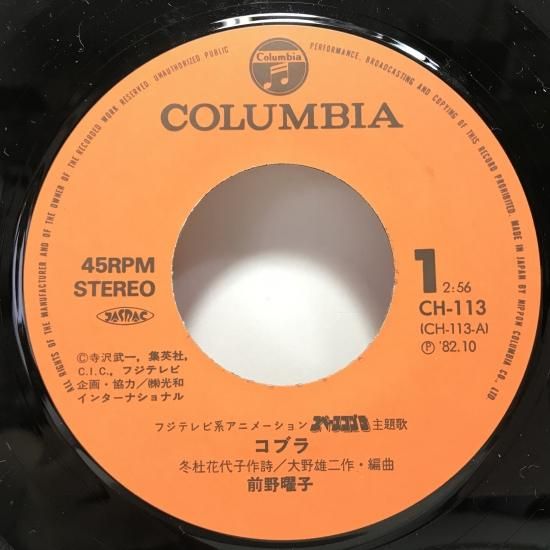 ALL RIGHTS OF THE MANUFACTURER AND OF THE OWNER OF THE RECORDED WORK RESERVED. UNAUTHORIZED PUBLIC PERFORMANCE, BROADCASTING AND COPYING OF THIS RECORD PROHIBITED. MADE IN JAPAN BY NIPPON COLUMBIA CO., LTD.
Columbia
COLUMBIA
45RPM
STEREO
JASRAC
1 2:56
CH-113
(CH-113-A)
Ⓟ '82.10
©寺沢武一, 集英社,
C.I.C., フジテレビ
企画・協力/㈱光和
インターナショナル
フジテレビ系アニメーション スペースコブラ 主題歌
コブラ
冬杜花代子作詩/大野雄二作・編曲
前野曜子